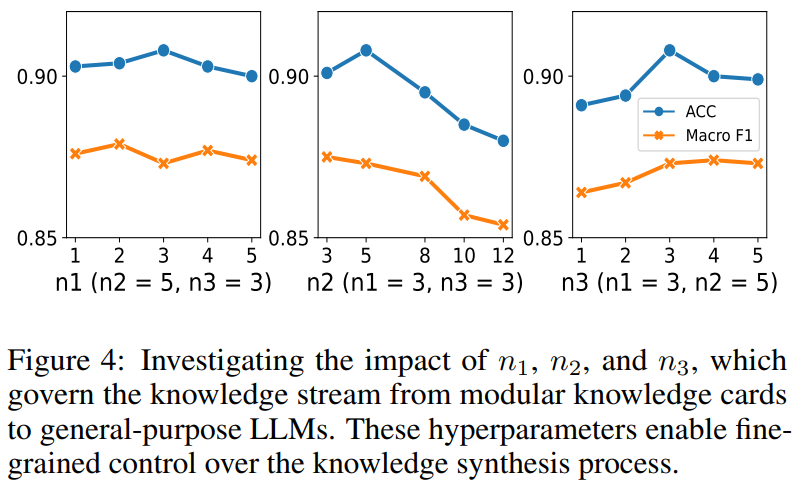 0.90
0.85
1 2 3 4 5
n1 (n2 = 5, n3 = 3)
0.90
0.85
3 5 8 10 12
n2 (n1 = 3, n3 = 3)
0.90
0.85
1 2 3 4 5
n3 (n1 = 3, n2 = 5)
ACC
Macro F1
Figure 4: Investigating the impact of n₁, n₂, and n₃, which
govern the knowledge stream from modular knowledge cards
to general-purpose LLMs. These hyperparameters enable fine-
grained control over the knowledge synthesis process.